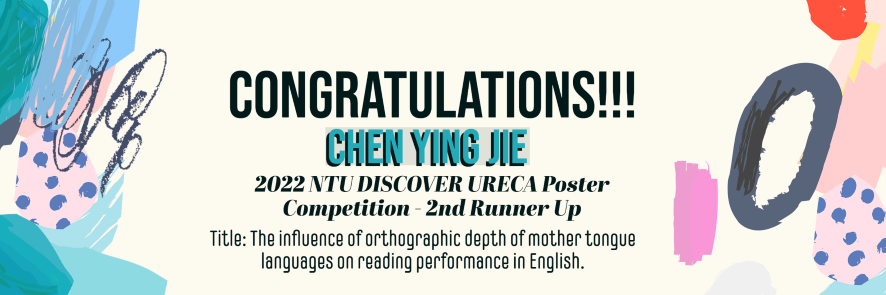 CONGRATULATIONS!!!
CHEN YING JIE
2022 NTU DISCOVER URECA Poster
Competition - 2nd Runner Up
Title: The influence of orthographic depth of mother tongue
languages on reading performance in English.